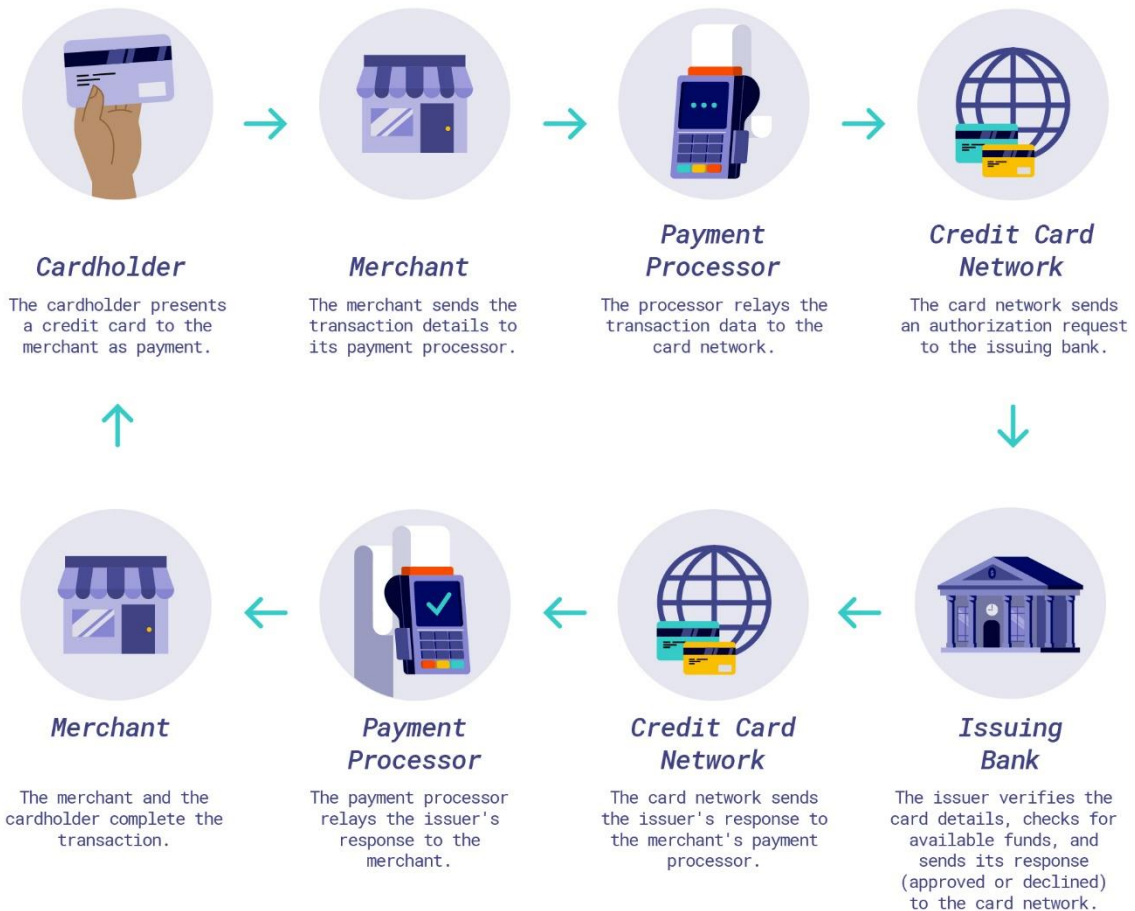 Cardholder
The cardholder presents
a credit card to the
merchant as payment.
Merchant
The merchant sends the
transaction details to
its payment processor.
Payment
Processor
The processor relays the
transaction data to the
card network.
Credit Card
Network
The card network sends
an authorization request
to the issuing bank.
Merchant
The merchant and the
cardholder complete the
transaction.
Payment
Processor
The payment processor
relays the issuer's
response to the
merchant.
Credit Card
Network
The card network sends
the issuer's response to
the merchant's payment
processor.
Issuing
Bank
The issuer verifies the
card details, checks for
available funds, and
sends its response
(approved or declined)
to the card network.